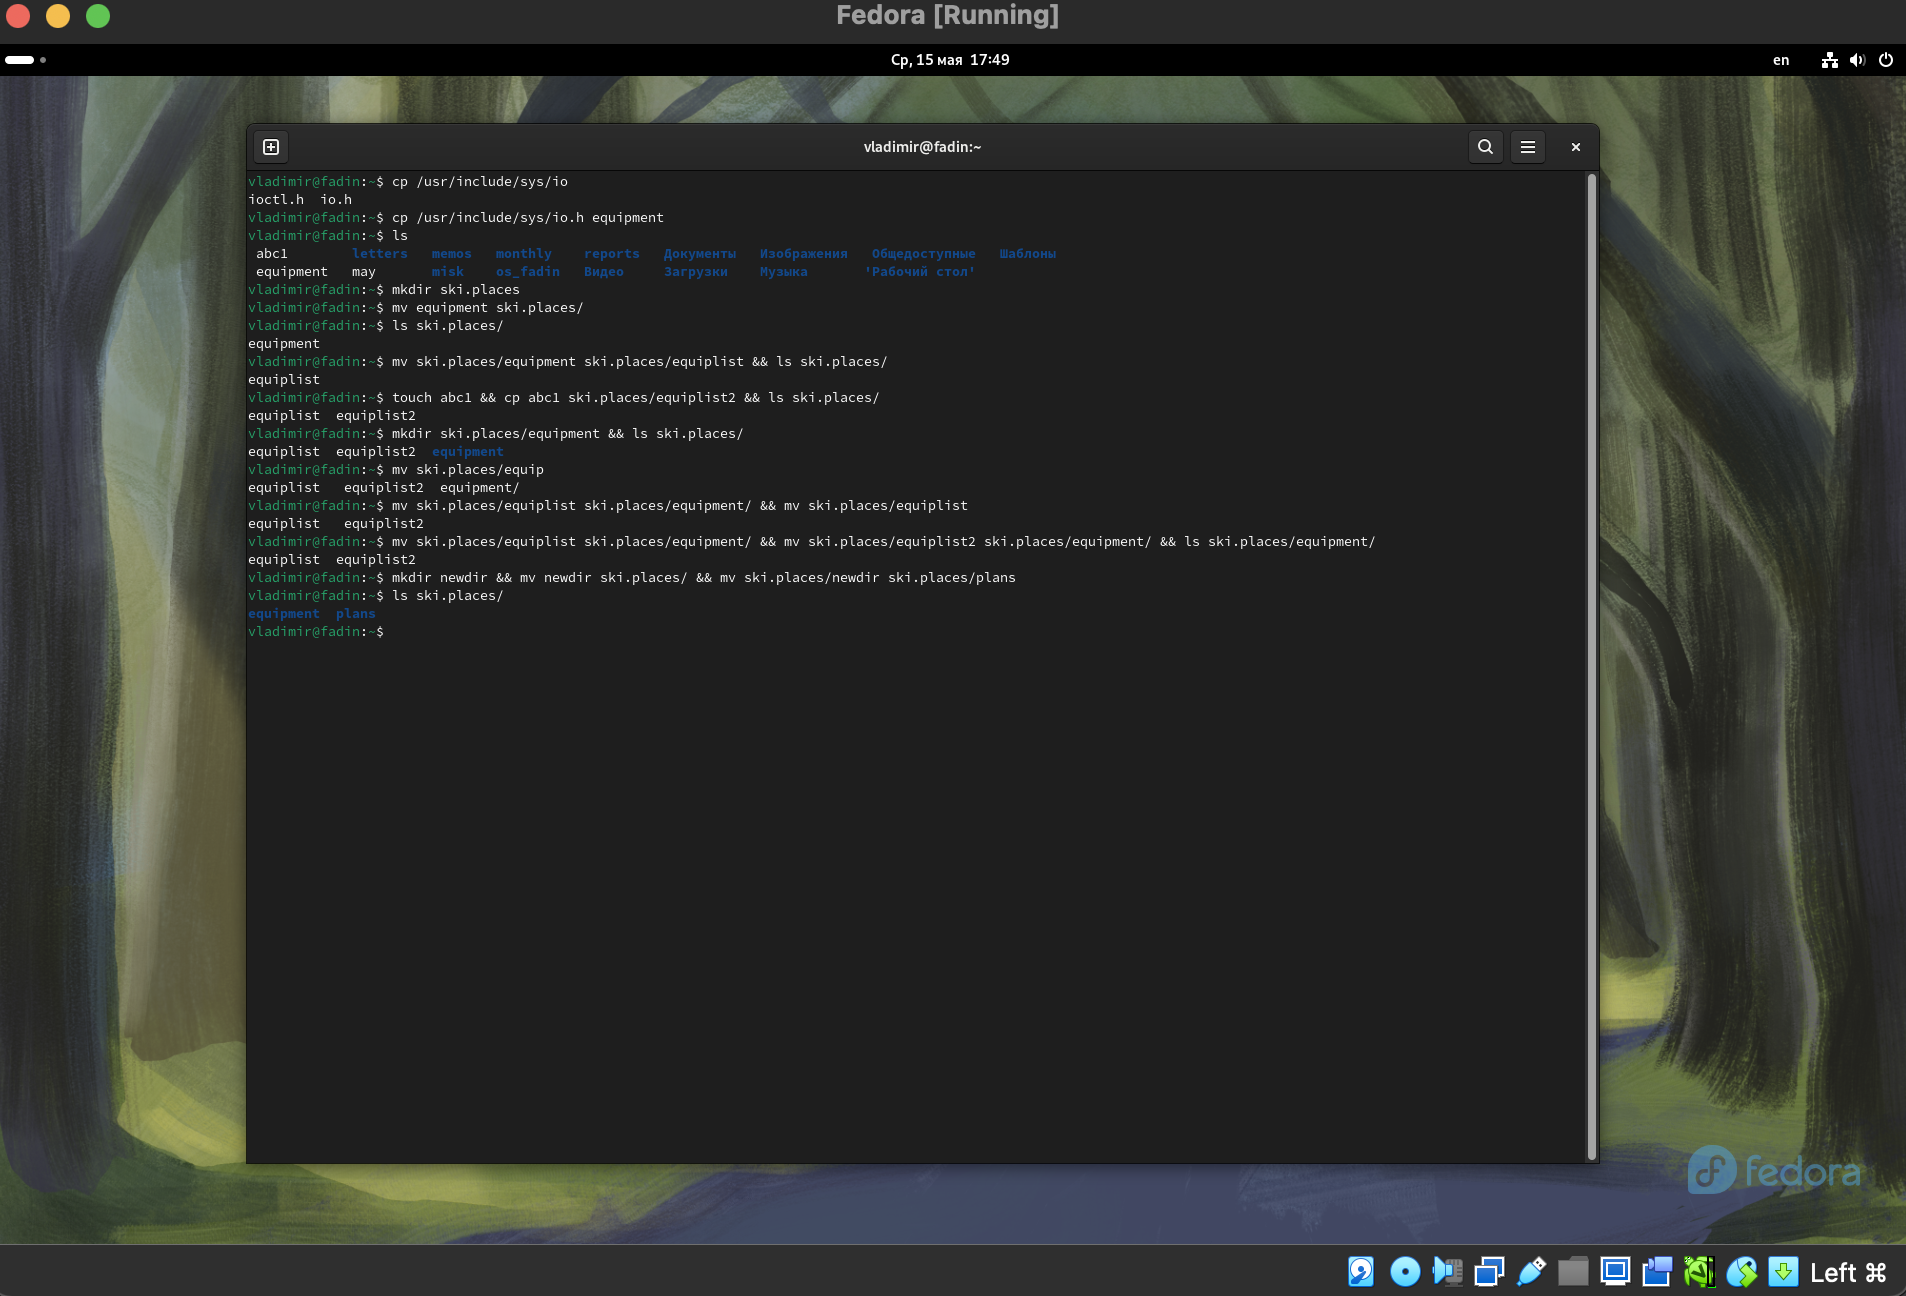 Fedora [Running]
Ср, 15 мая 17:49
en
vladimir@fadin:~
vladimir@fadin:~$ cp /usr/include/sys/io
ioctl.h  io.h
vladimir@fadin:~$ cp /usr/include/sys/io.h equipment
vladimir@fadin:~$ ls
abc1 letters memos monthly reports Документы Изображения Общедоступные Шаблоны
equipment may misk os_fadin Видео Загрузки Музыка 'Рабочий стол'
vladimir@fadin:~$ mkdir ski.places
vladimir@fadin:~$ mv equipment ski.places/
vladimir@fadin:~$ ls ski.places/
equipment
vladimir@fadin:~$ mv ski.places/equipment ski.places/equiplist && ls ski.places/
equiplist
vladimir@fadin:~$ touch abc1 && cp abc1 ski.places/equiplist2 && ls ski.places/
equiplist  equiplist2
vladimir@fadin:~$ mkdir ski.places/equipment && ls ski.places/
equiplist  equiplist2  equipment
vladimir@fadin:~$ mv ski.places/equip
equiplist   equiplist2  equipment/
vladimir@fadin:~$ mv ski.places/equiplist ski.places/equipment/ && mv ski.places/equiplist
equiplist   equiplist2
vladimir@fadin:~$ mv ski.places/equiplist ski.places/equipment/ && mv ski.places/equiplist2 ski.places/equipment/ && ls ski.places/equipment/
equiplist  equiplist2
vladimir@fadin:~$ mkdir newdir && mv newdir ski.places/ && mv ski.places/newdir ski.places/plans
vladimir@fadin:~$ ls ski.places/
equipment  plans
vladimir@fadin:~$
fedora
Left ⌘